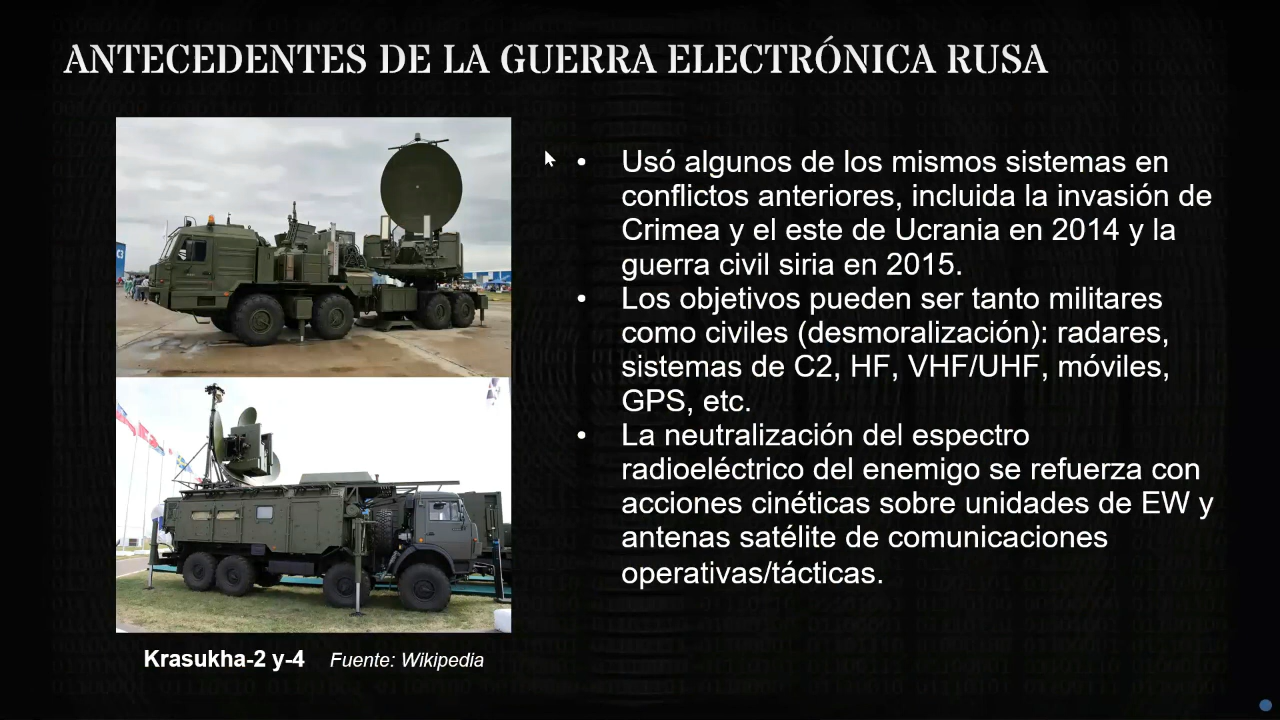 ANTECEDENTES DE LA GUERRA ELECTRÓNICA RUSA
• Usó algunos de los mismos sistemas en
conflictos anteriores, incluida la invasión de
Crimea y el este de Ucrania en 2014 y la
guerra civil siria en 2015.
• Los objetivos pueden ser tanto militares
como civiles (desmoralización): radares,
sistemas de C2, HF, VHF/UHF, móviles,
GPS, etc.
• La neutralización del espectro
radioeléctrico del enemigo se refuerza con
acciones cinéticas sobre unidades de EW y
antenas satélite de comunicaciones
operativas/tácticas.
Krasukha-2 y-4 Fuente: Wikipedia